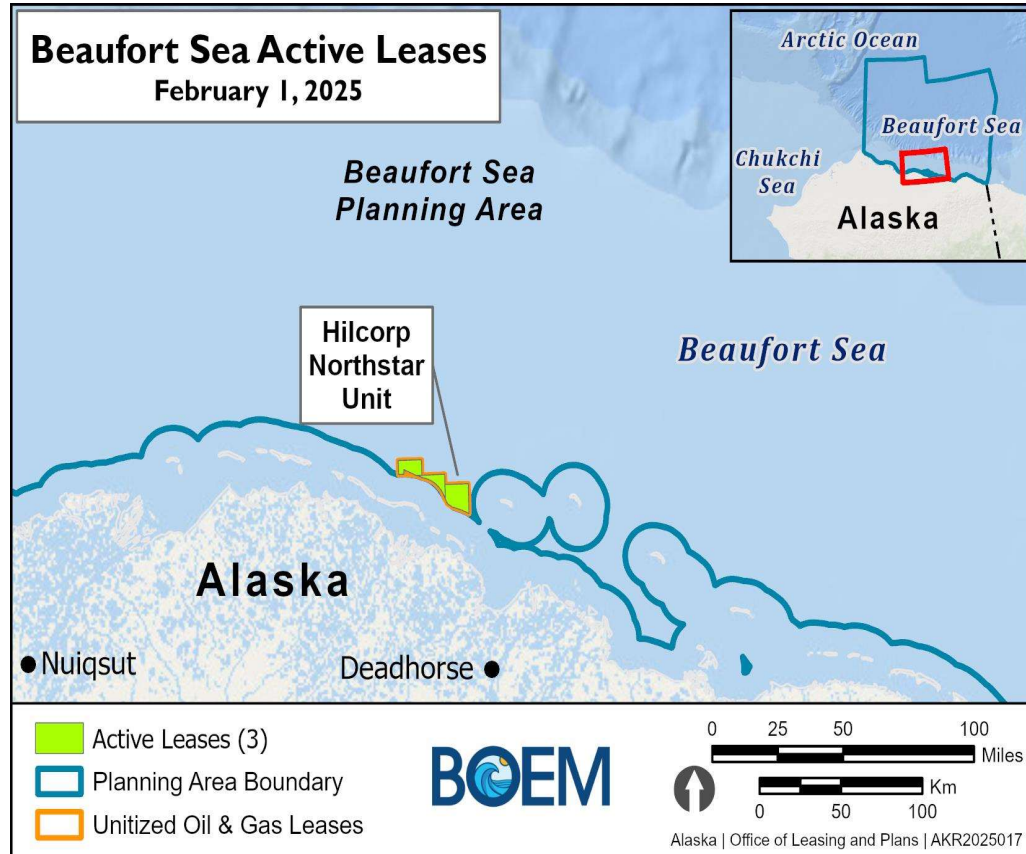 Beaufort Sea Active Leases
February 1, 2025
Arctic Ocean
Beaufort Sea
Chukchi
Sea
Alaska
Beaufort Sea
Planning Area
Hilcorp
Northstar
Unit
Beaufort Sea
Alaska
Nuiqsut
Deadhorse
Active Leases (3)
Planning Area Boundary
Unitized Oil & Gas Leases
BOEM
0 25 50 100
Miles
Km
0 50 100
Alaska | Office of Leasing and Plans | AKR2025017